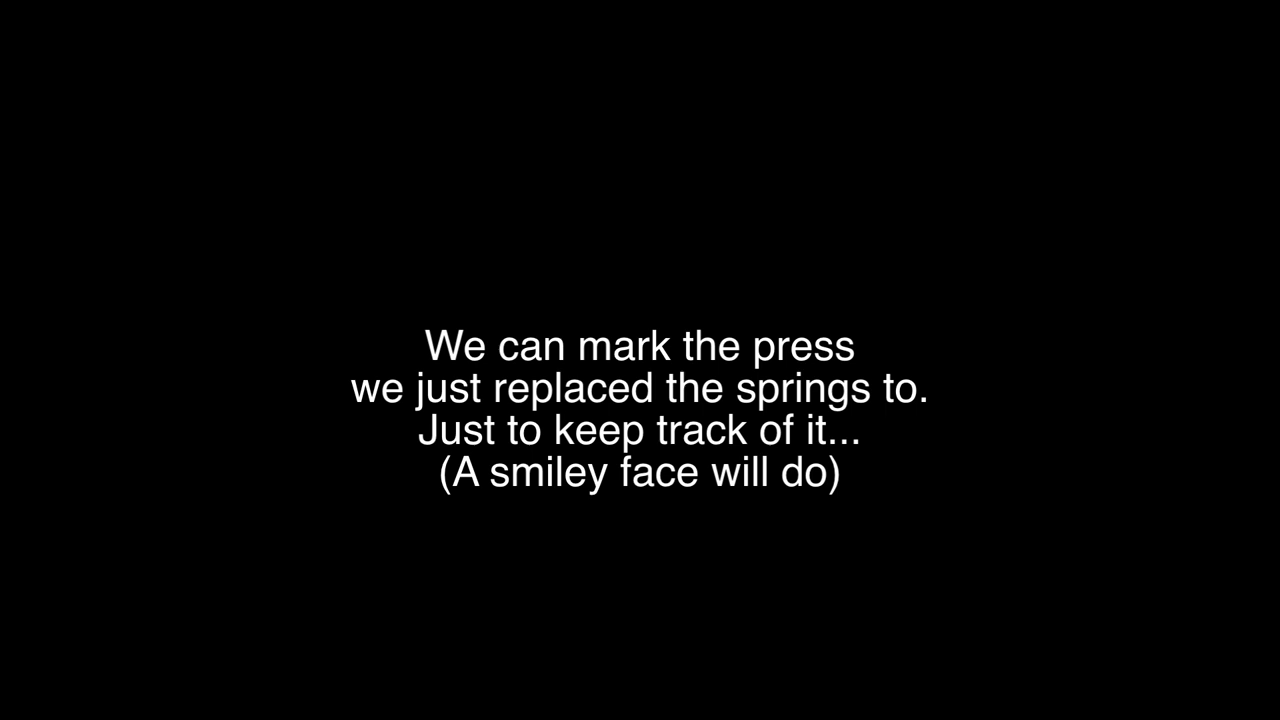 We can mark the press
we just replaced the springs to.
Just to keep track of it...
(A smiley face will do)